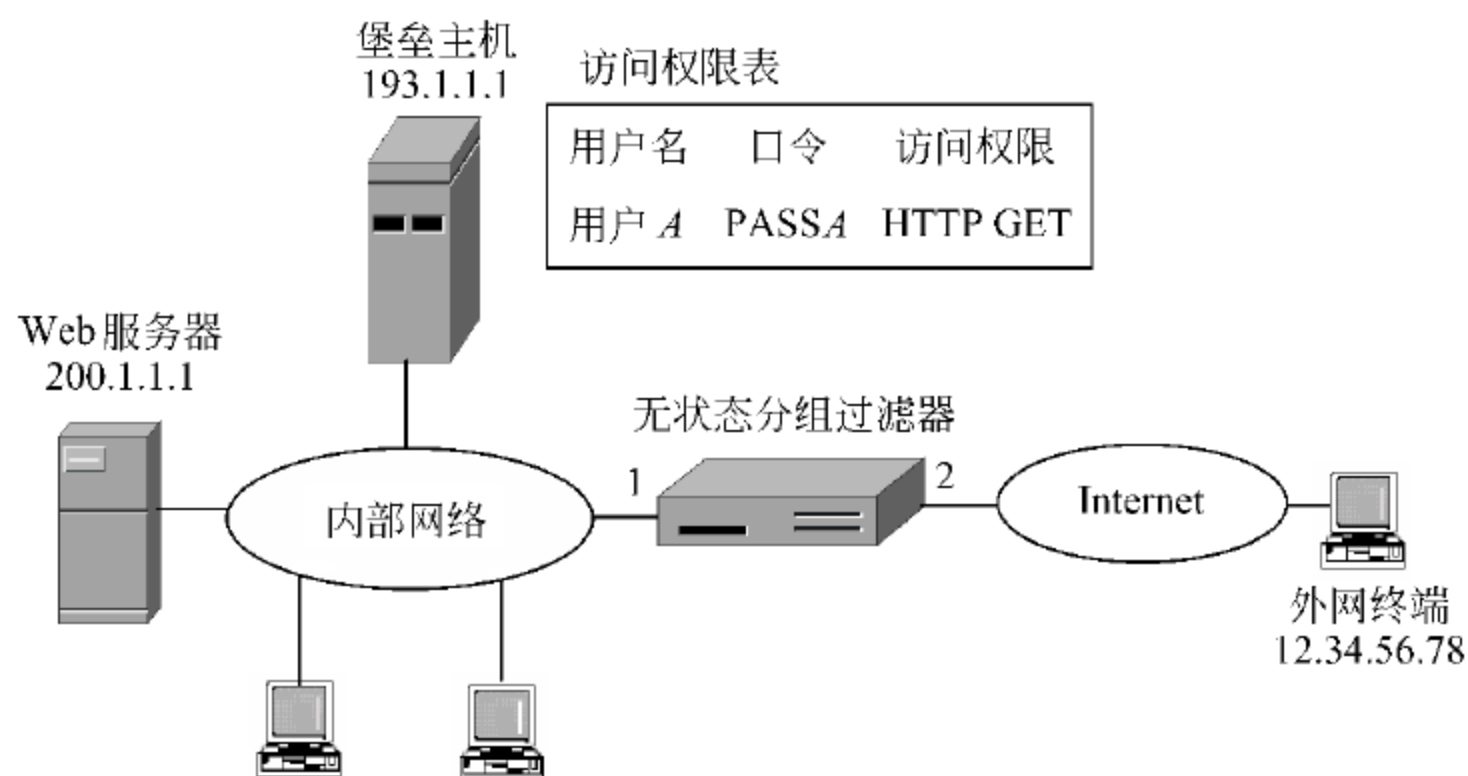 堡垒主机
193.1.1.1
访问权限表
用户名 口令 访问权限
用户 A PASSA HTTP GET
Web服务器
200.1.1.1
无状态分组过滤器
1
2
内部网络
Internet
外网终端
12.34.56.78